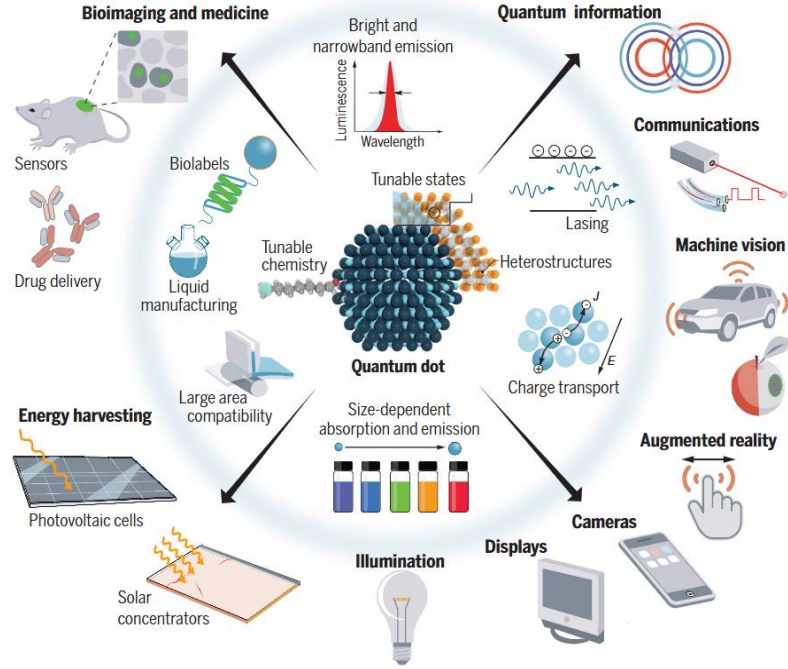 Bioimaging and medicine
Quantum information
Bright and
narrowband emission
Luminescence
Wavelength
Communications
Sensors
Biolabels
Tunable states
Lasing
Drug delivery
Liquid
manufacturing
Tunable
chemistry
Heterostructures
Machine vision
J
E
Quantum dot
Charge transport
Large area
compatibility
Size-dependent
absorption and emission
Energy harvesting
Photovoltaic cells
Augmented reality
Cameras
Displays
Illumination
Solar
concentrators